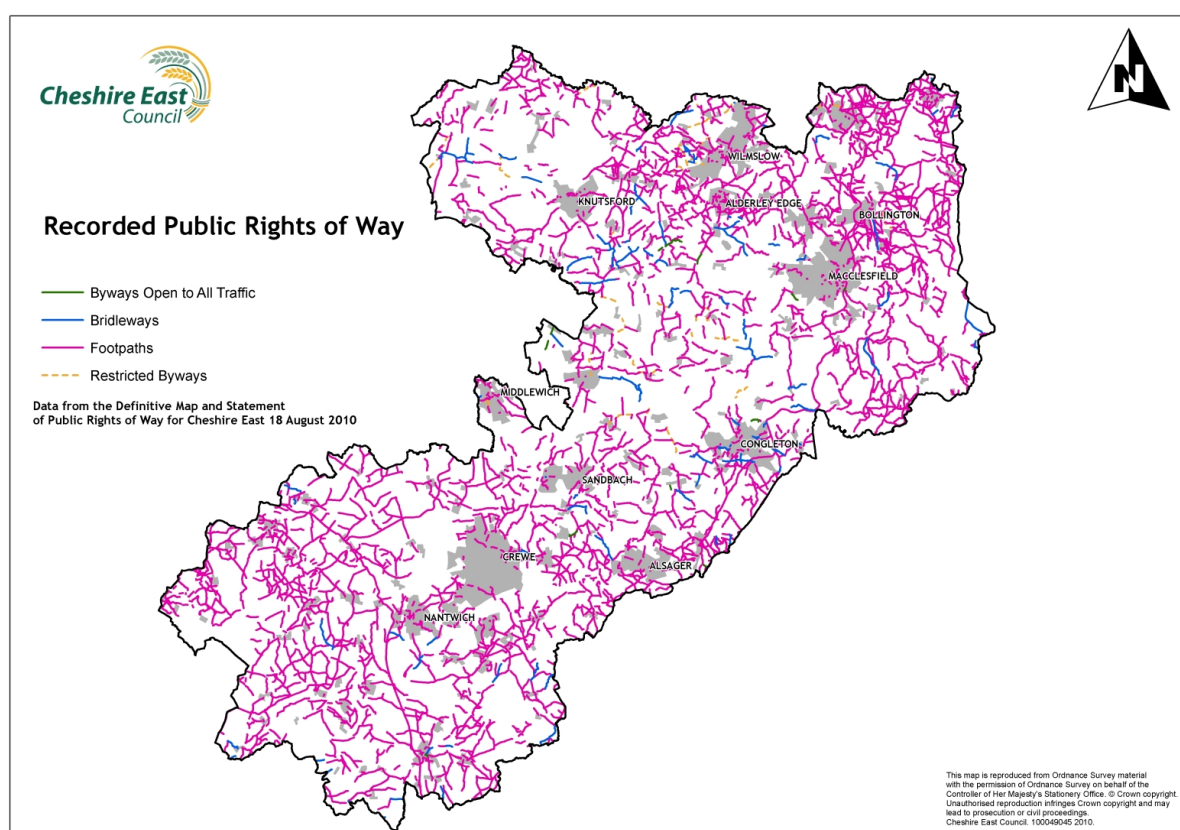 Cheshire East
Council
N
Recorded Public Rights of Way
Byways Open to All Traffic
Bridleways
Footpaths
Restricted Byways
Data from the Definitive Map and Statement
of Public Rights of Way for Cheshire East 18 August 2010
WILMSLOW
KNUTSFORD
ALDERLEY EDGE
BOLLINGTON
MACCLESFIELD
MIDDLEWICH
CONGLETON
SANDBACH
CREWE
ALSAGER
NANTWICH
This map is reproduced from Ordnance Survey material
with the permission of Ordnance Survey on behalf of the
Controller of Her Majesty's Stationery Office. © Crown copyright.
Unauthorised reproduction infringes Crown copyright and may
lead to prosecution or civil proceedings.
Cheshire East Council. 100049045 2010.